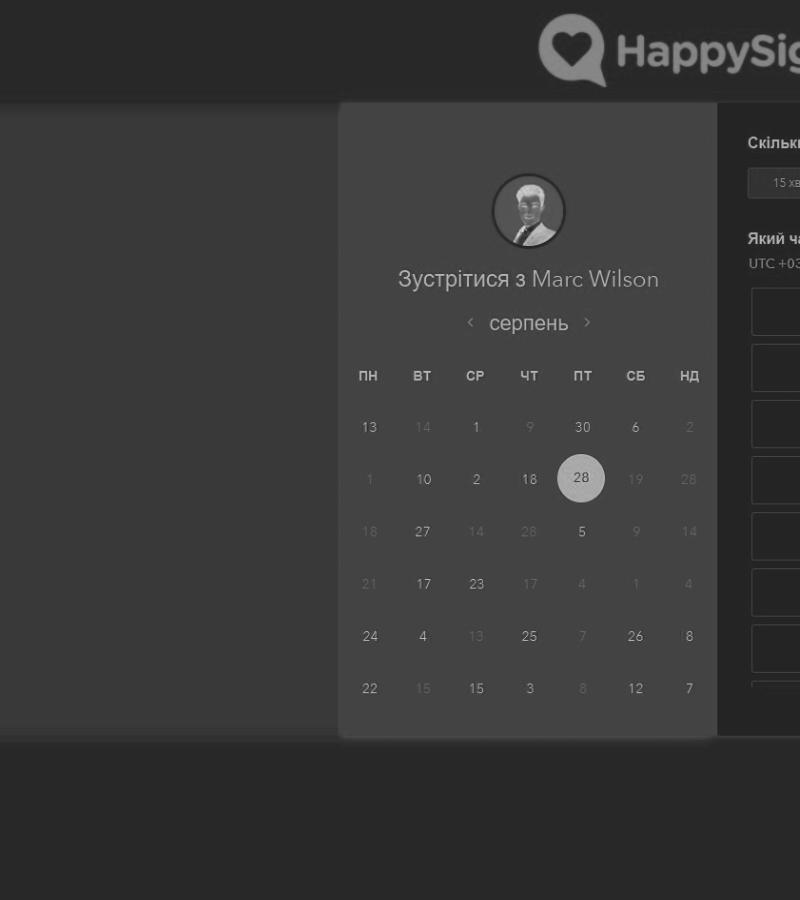 HappySig
Зустрітися з Marc Wilson
серпень
ПН ВТ СР ЧТ ПТ СБ НД
13 14 1 9 30 6 2
1 10 2 18 28 19 28
18 27 14 28 5 9 14
21 17 23 17 4 1 4
24 4 13 25 7 26 8
22 15 15 3 8 12 7
Скільки
15 хв
Який ча
UTC +03